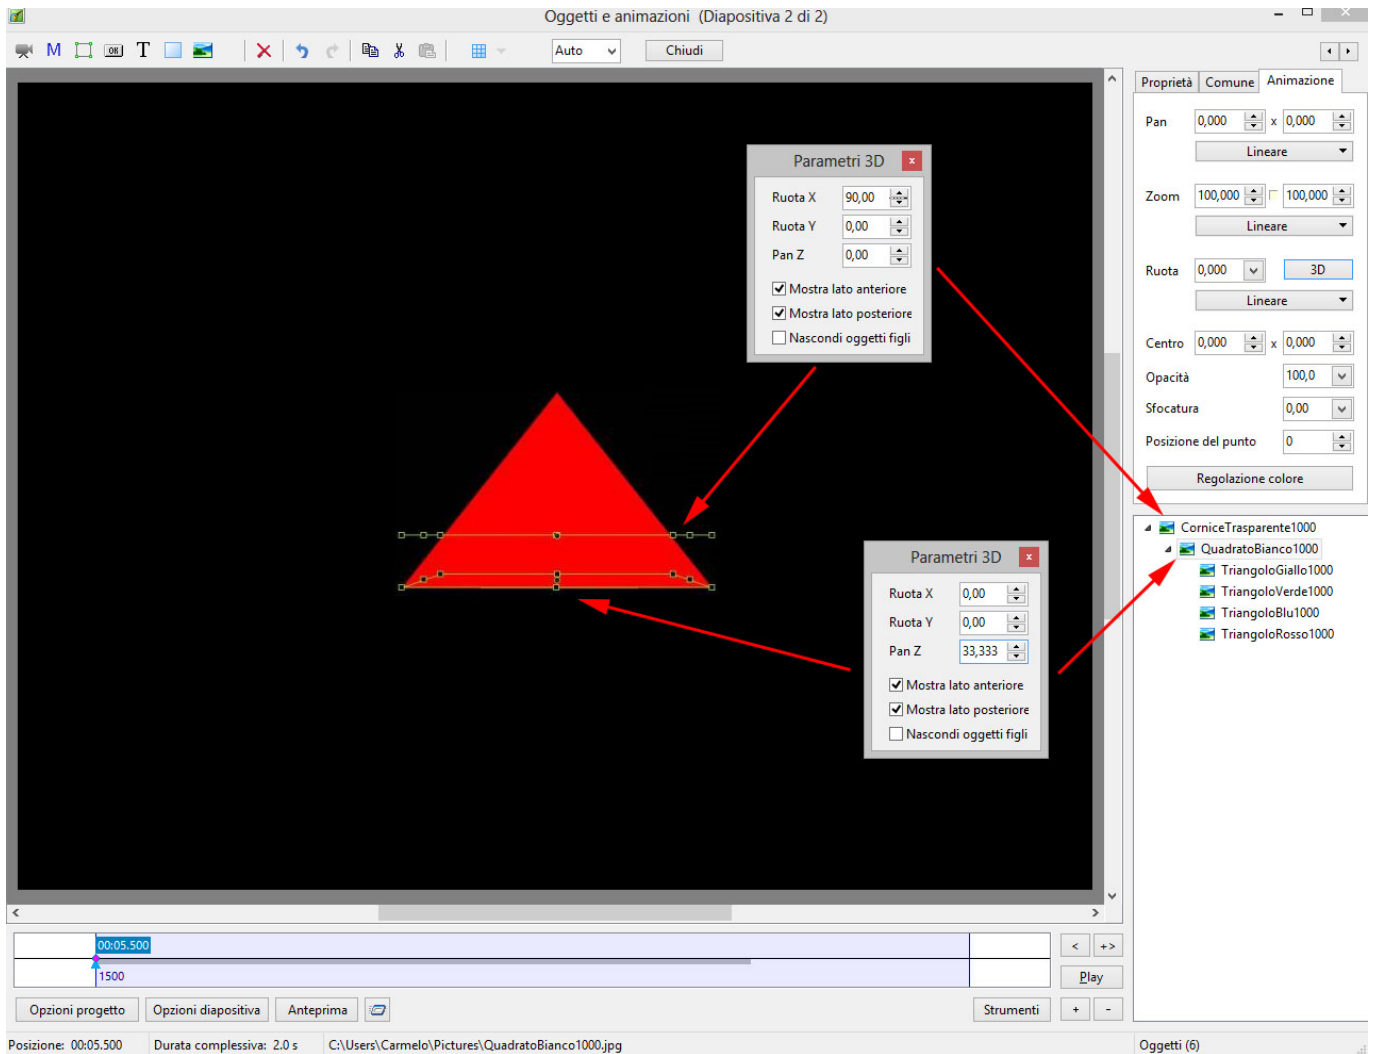 Oggetti e animazioni (Diapositiva 2 di 2)
M OK T Auto Chiudi
Proprietà Comune Animazione
Pan 0,000 x 0,000
Lineare
Zoom 100,000 100,000
Lineare
Ruota 0,000 3D
Lineare
Centro 0,000 x 0,000
Opacità 100,0
Sfocatura 0,00
Posizione del punto 0
Regolazione colore
Parametri 3D x
Ruota X 90,00
Ruota Y 0,00
Pan Z 0,00
Mostra lato anteriore
Mostra lato posteriore
Nascondi oggetti figli
Parametri 3D x
Ruota X 0,00
Ruota Y 0,00
Pan Z 33,333
Mostra lato anteriore
Mostra lato posteriore
Nascondi oggetti figli
CorniceTrasparente1000
QuadratoBianco1000
TriangoloGiallo1000
TriangoloVerde1000
TriangoloBlu1000
TriangoloRosso1000
00:05.500
1500
< +>
Play
Opzioni progetto Opzioni diapositiva Anteprima Strumenti + -
Posizione: 00:05.500 Durata complessiva: 2.0 s C:\Users\Carmelo\Pictures\QuadratoBianco1000.jpg Oggetti (6)